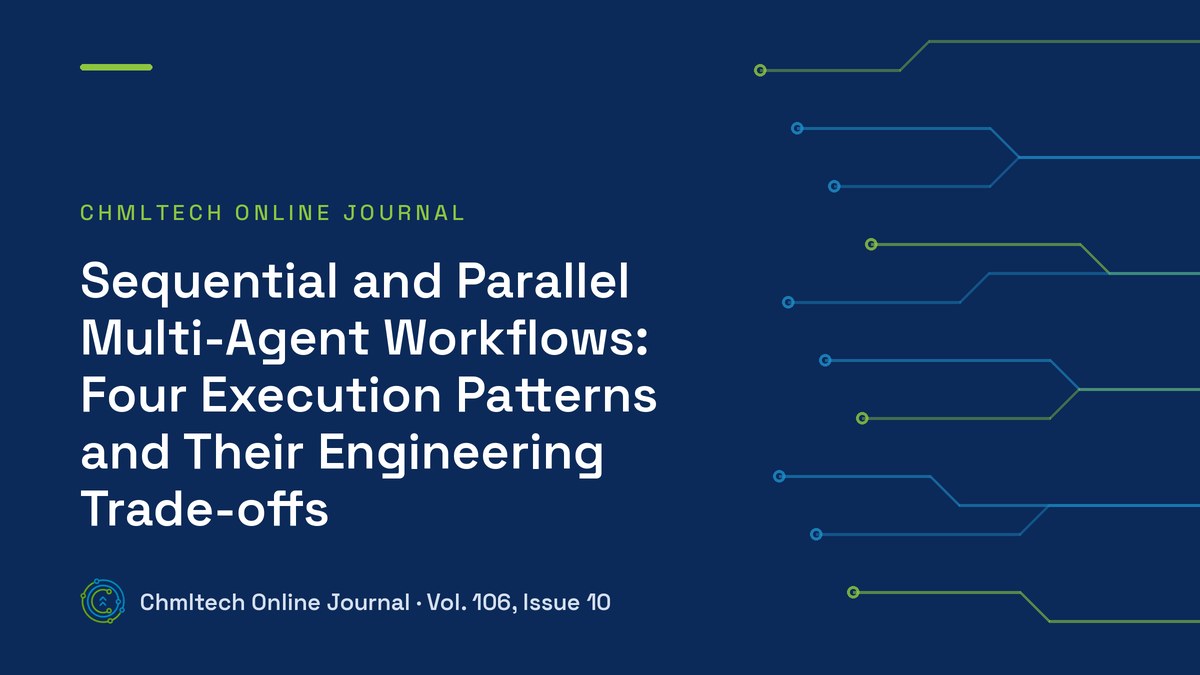 CHMLTECH ONLINE JOURNAL
Sequential and Parallel
Multi-Agent Workflows:
Four Execution Patterns
and Their Engineering
Trade-offs
Chmltech Online Journal · Vol. 106, Issue 10